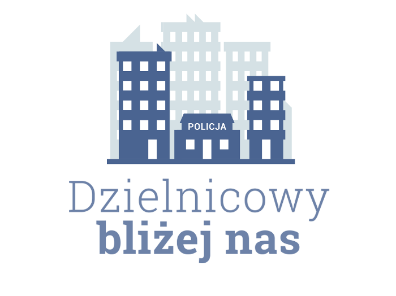 POLICJA
Dzielnicowy
bliżej nas